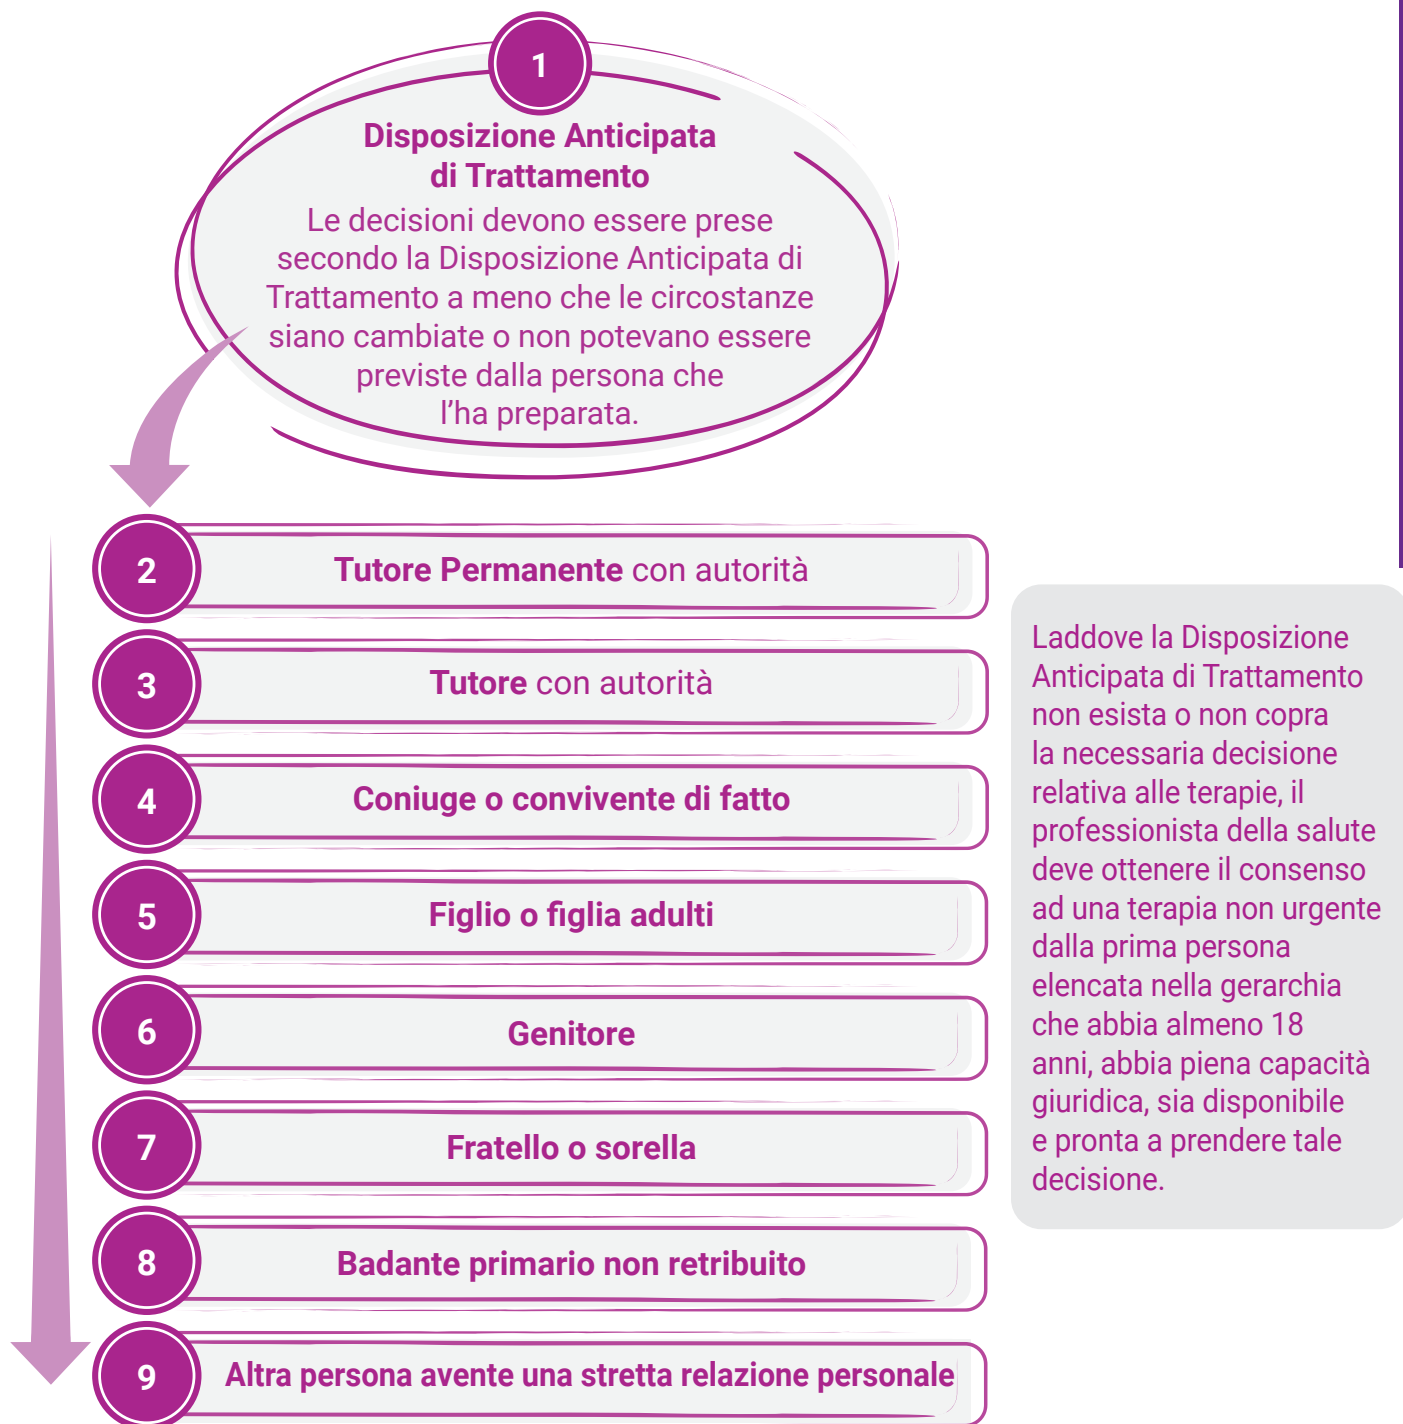 1
Disposizione Anticipata
di Trattamento
Le decisioni devono essere prese
secondo la Disposizione Anticipata di
Trattamento a meno che le circostanze
siano cambiate o non potevano essere
previste dalla persona che
l’ha preparata.
2
Tutore Permanente con autorità
3
Tutore con autorità
4
Coniuge o convivente di fatto
5
Figlio o figlia adulti
6
Genitore
7
Fratello o sorella
8
Badante primario non retribuito
9
Altra persona avente una stretta relazione personale
Laddove la Disposizione
Anticipata di Trattamento
non esista o non copra
la necessaria decisione
relativa alle terapie, il
professionista della salute
deve ottenere il consenso
ad una terapia non urgente
dalla prima persona
elencata nella gerarchia
che abbia almeno 18
anni, abbia piena capacità
giuridica, sia disponibile
e pronta a prendere tale
decisione.